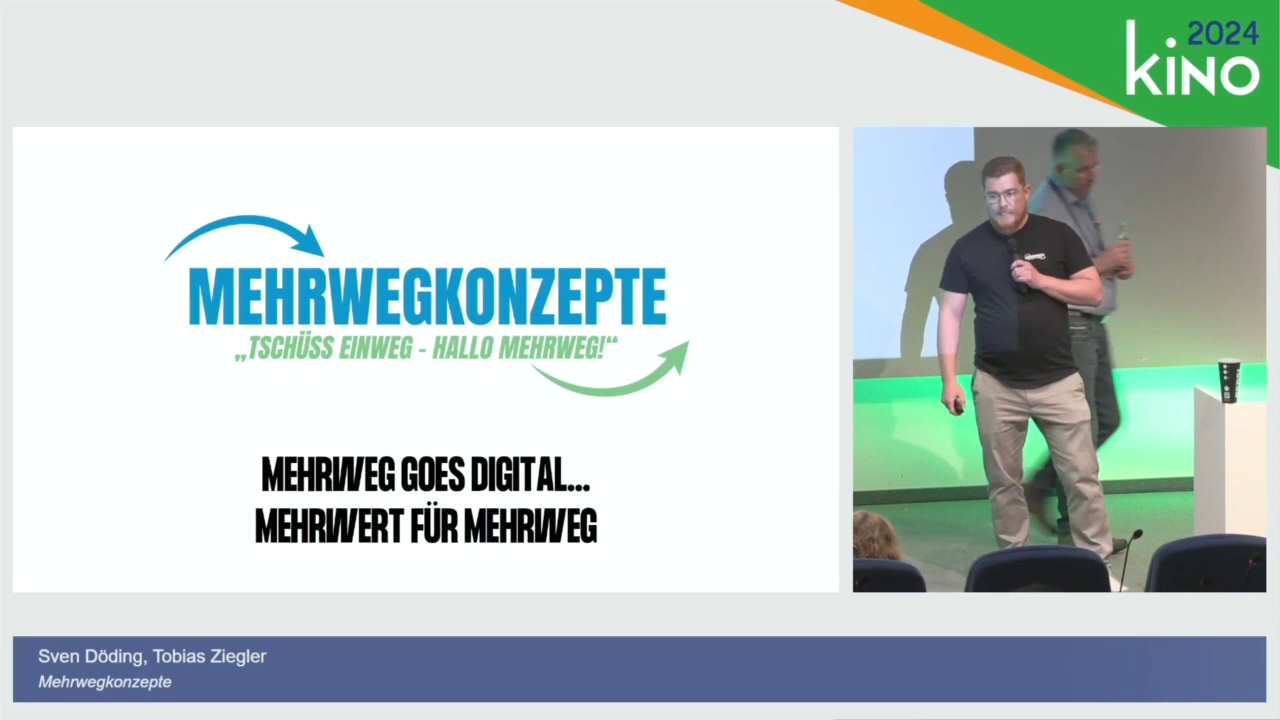 2024
kiNO
MEHRWEGKONZEPTE
„TSCHÜSS EINWEG - HALLO MEHRWEG!“
MEHRWEG GOES DIGITAL...
MEHRWERT FÜR MEHRWEG
Sven Döding, Tobias Ziegler
Mehrwegkonzepte